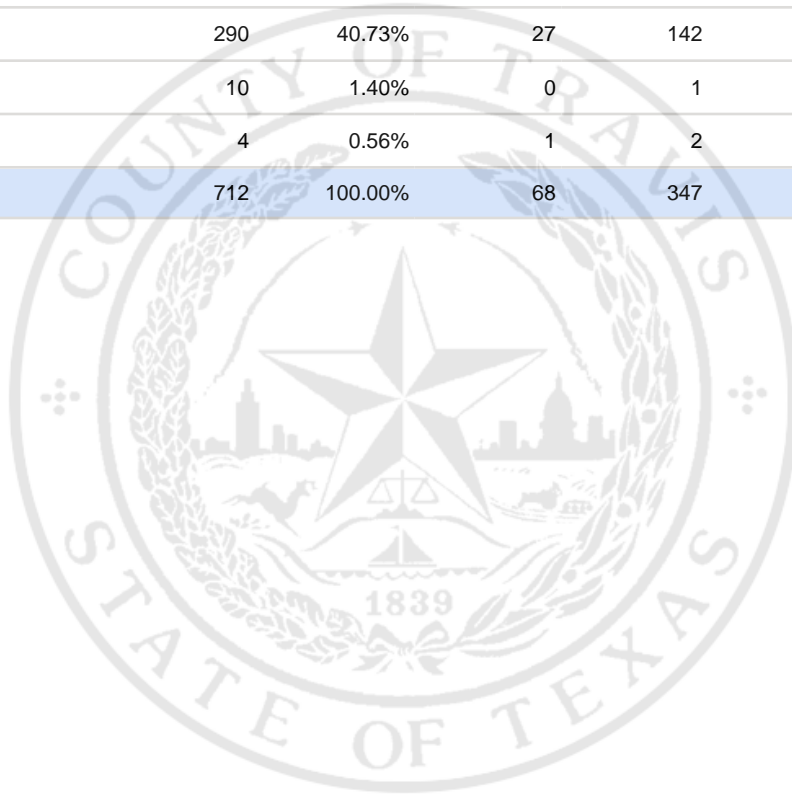 290 40.73% 27 142
10 1.40% 0 1
4 0.56% 1 2
712 100.00% 68 347
COUNTY OF TRAVIS
1839
STATE OF TEXAS